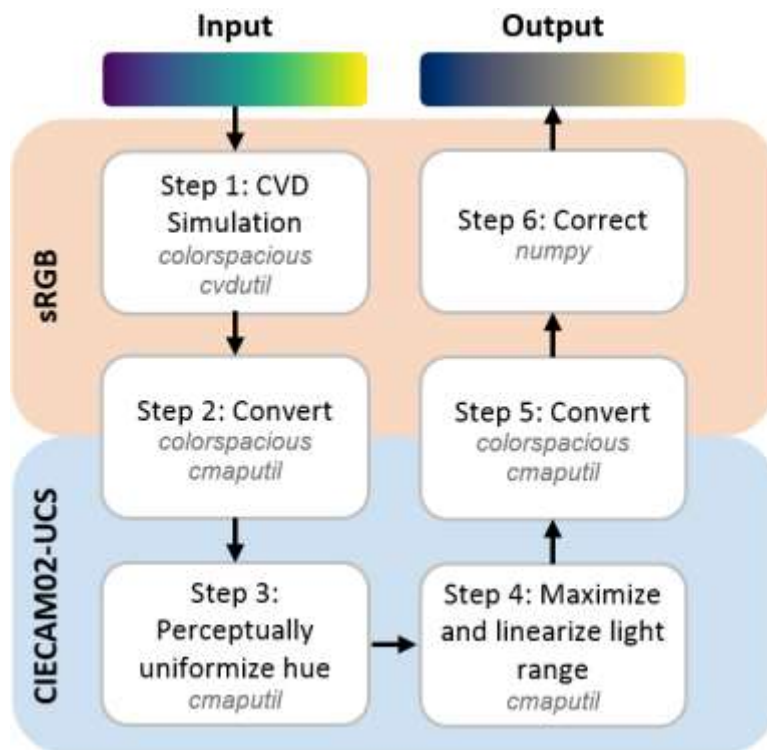 Input
Output
sRGB
Step 1: CVD
Simulation
colorspacious
cvdutil
Step 6: Correct
numpy
Step 2: Convert
colorspacious
cmaputil
Step 5: Convert
colorspacious
cmaputil
CIECAM02-UCS
Step 3:
Perceptually
uniformize hue
cmaputil
Step 4: Maximize
and linearize light
range
cmaputil